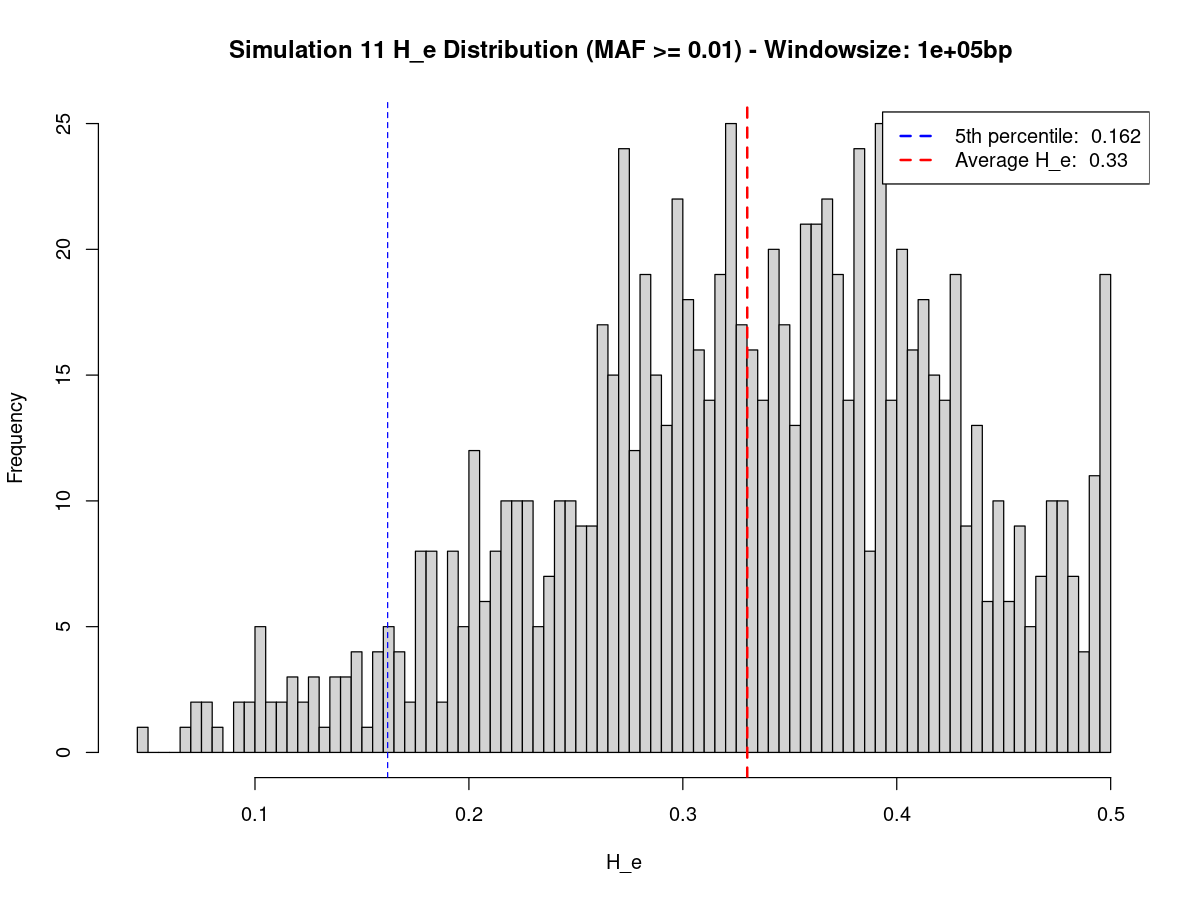 Simulation 11 H_e Distribution (MAF >= 0.01) - Windowsize: 1e+05bp
5th percentile:  0.162
Average H_e:  0.33
Frequency
25
20
15
10
5
0
0.1
0.2
0.3
0.4
0.5
H_e